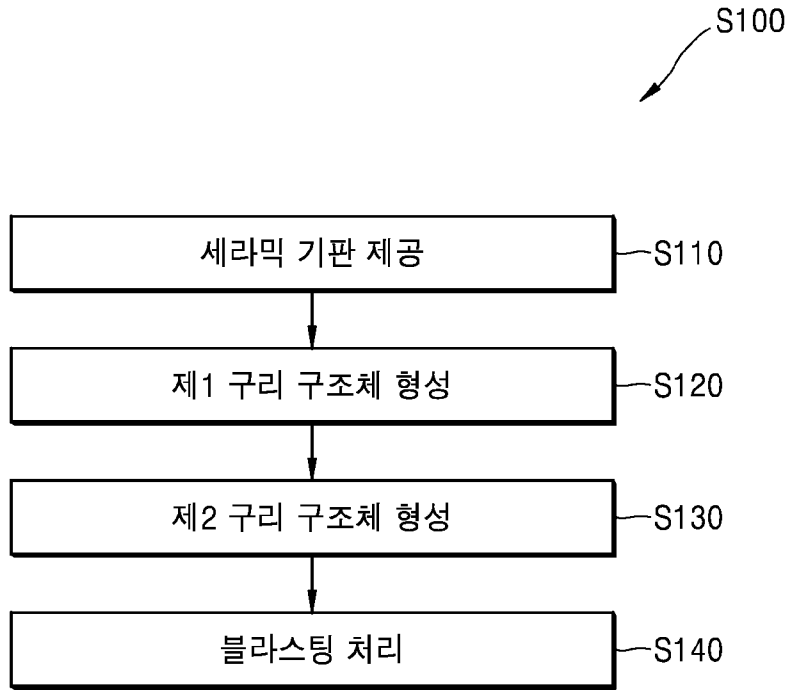 S100
세라믹 기판 제공
S110
제1 구리 구조체 형성
S120
제2 구리 구조체 형성
S130
블라스팅 처리
S140